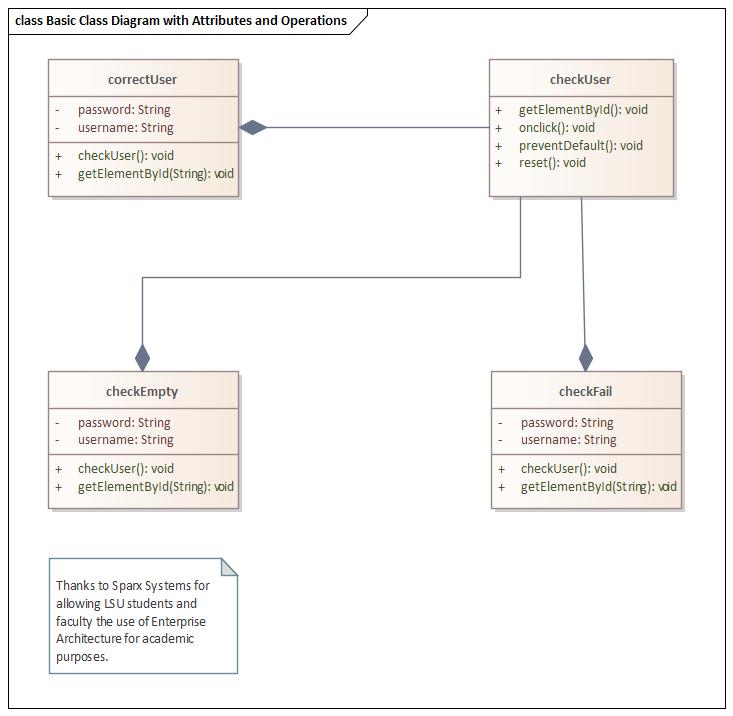 class Basic Class Diagram with Attributes and Operations
correctUser
- password: String
- username: String
+ checkUser(): void
+ getElementById(String): void
checkUser
+ getElementById(): void
+ onclick(): void
+ preventDefault(): void
+ reset(): void
checkEmpty
- password: String
- username: String
+ checkUser(): void
+ getElementById(String): void
checkFail
- password: String
- username: String
+ checkUser(): void
+ getElementById(String): void
Thanks to Sparx Systems for
allowing LSU students and
faculty the use of Enterprise
Architecture for academic
purposes.